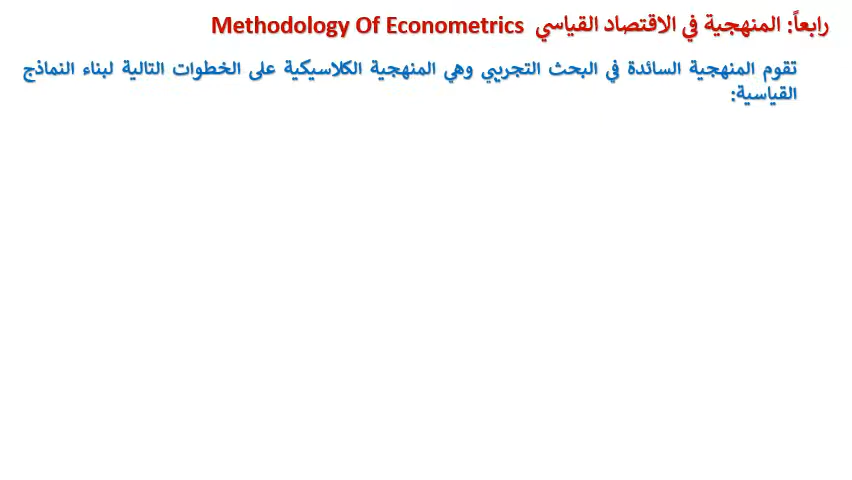 رابعاً: المنهجية في الاقتصاد القياسي Methodology Of Econometrics
تقوم المنهجية السائدة في البحث التجريبي وهي المنهجية الكلاسيكية على الخطوات التالية لبناء النماذج
القياسية: